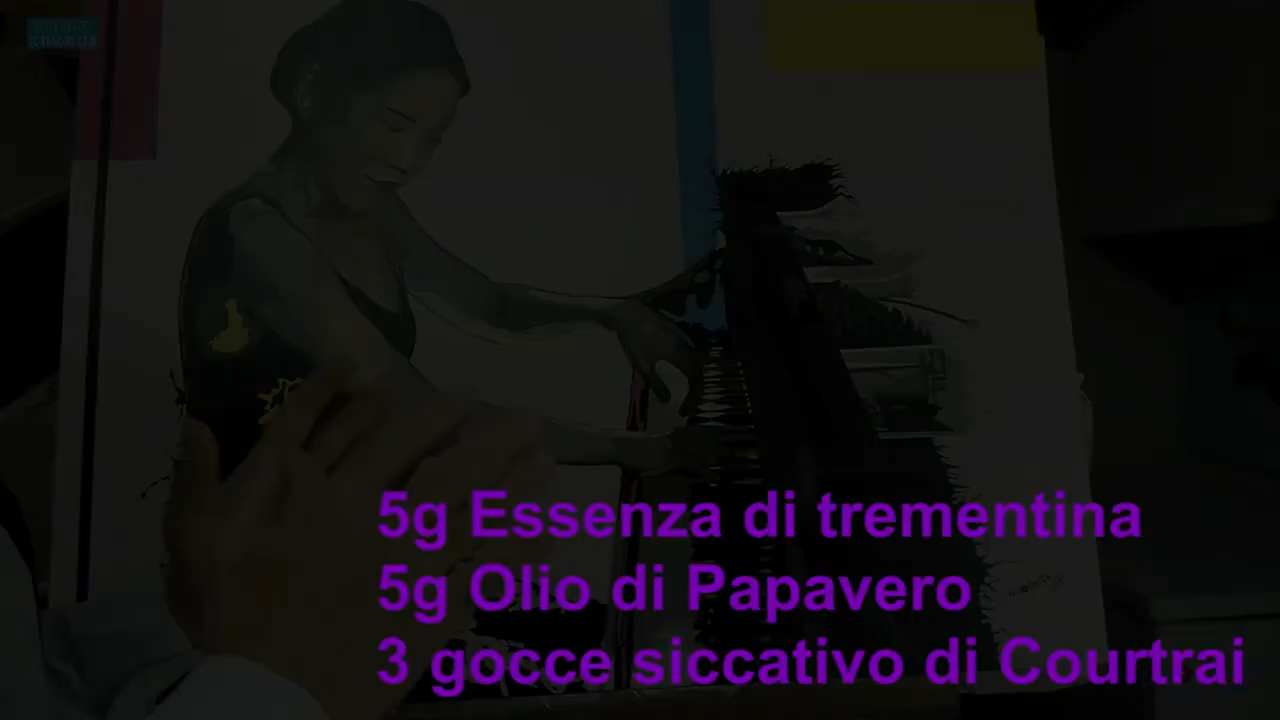 5g Essenza di trementina
5g Olio di Papavero
3 gocce siccativo di Courtrai